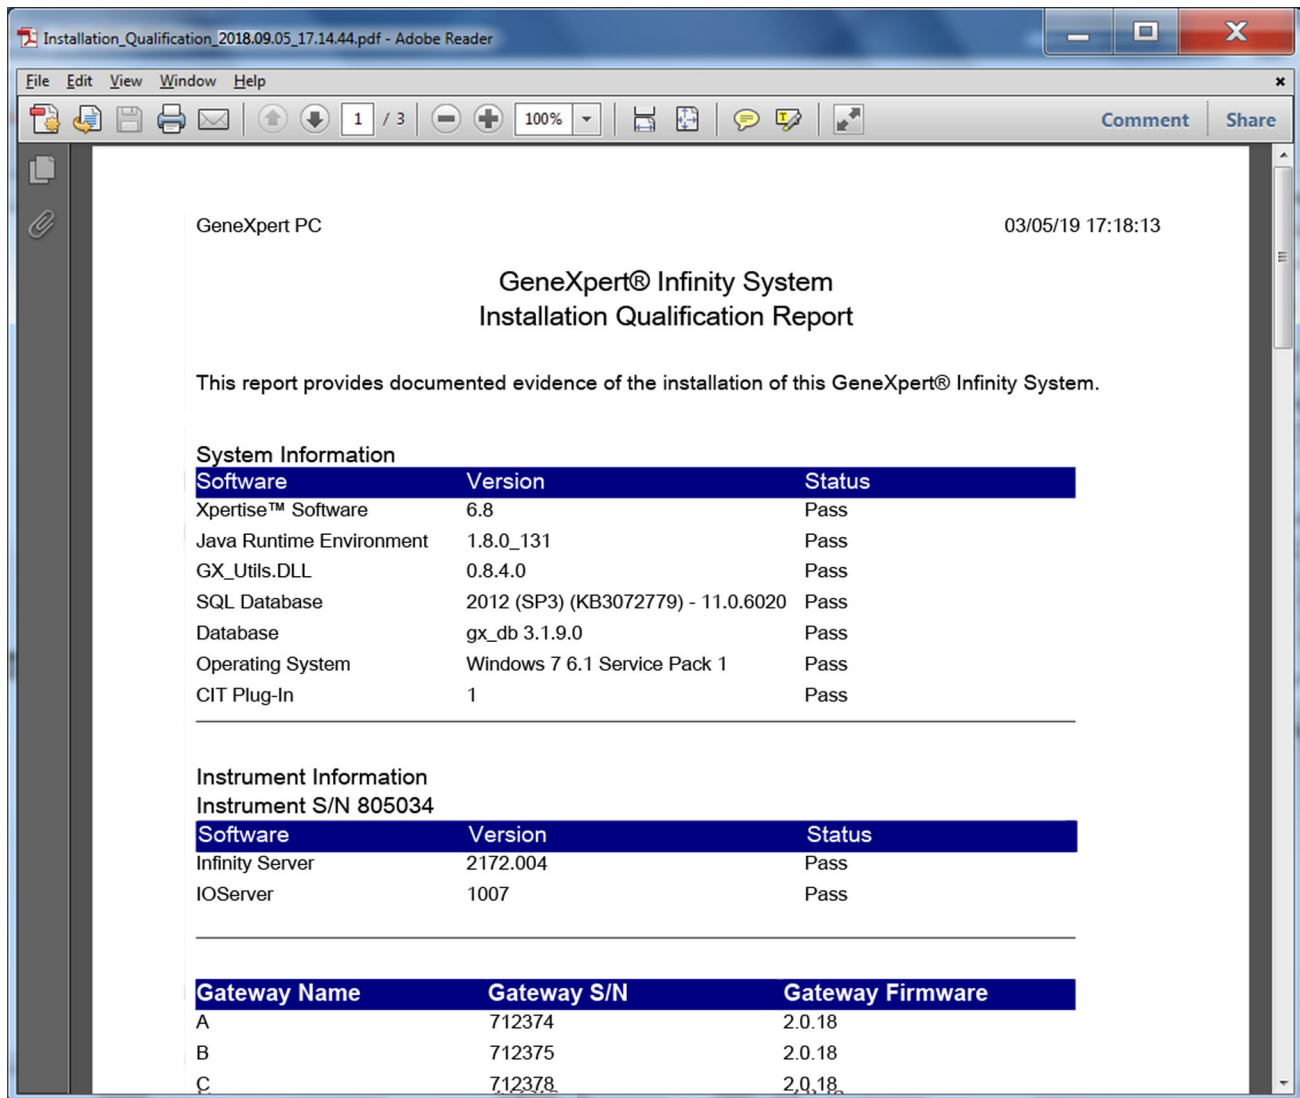 Installation_Qualification_2018.09.05_17.14.44.pdf - Adobe Reader
File Edit View Window Help
1 / 3 100% Comment Share
GeneXpert PC 03/05/19 17:18:13
GeneXpert® Infinity System
Installation Qualification Report
This report provides documented evidence of the installation of this GeneXpert® Infinity System.
System Information
Software Version Status
Xpertise™ Software 6.8 Pass
Java Runtime Environment 1.8.0_131 Pass
GX_Utils.DLL 0.8.4.0 Pass
SQL Database 2012 (SP3) (KB3072779) - 11.0.6020 Pass
Database gx_db 3.1.9.0 Pass
Operating System Windows 7 6.1 Service Pack 1 Pass
CIT Plug-In 1 Pass
Instrument Information
Instrument S/N 805034
Software Version Status
Infinity Server 2172.004 Pass
IOServer 1007 Pass
Gateway Name Gateway S/N Gateway Firmware
A 712374 2.0.18
B 712375 2.0.18
C 712378 2.0.18